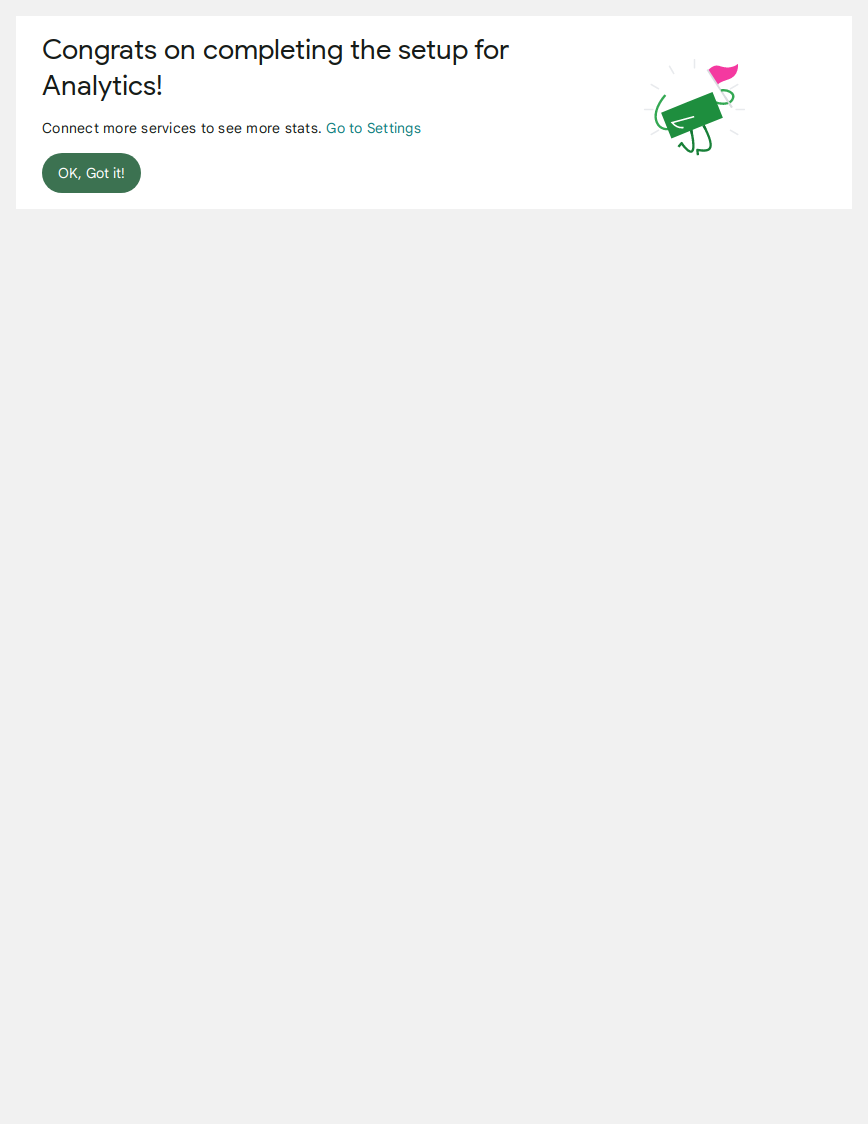 Congrats on completing the setup for
Analytics!
Connect more services to see more stats. Go to Settings
OK, Got it!